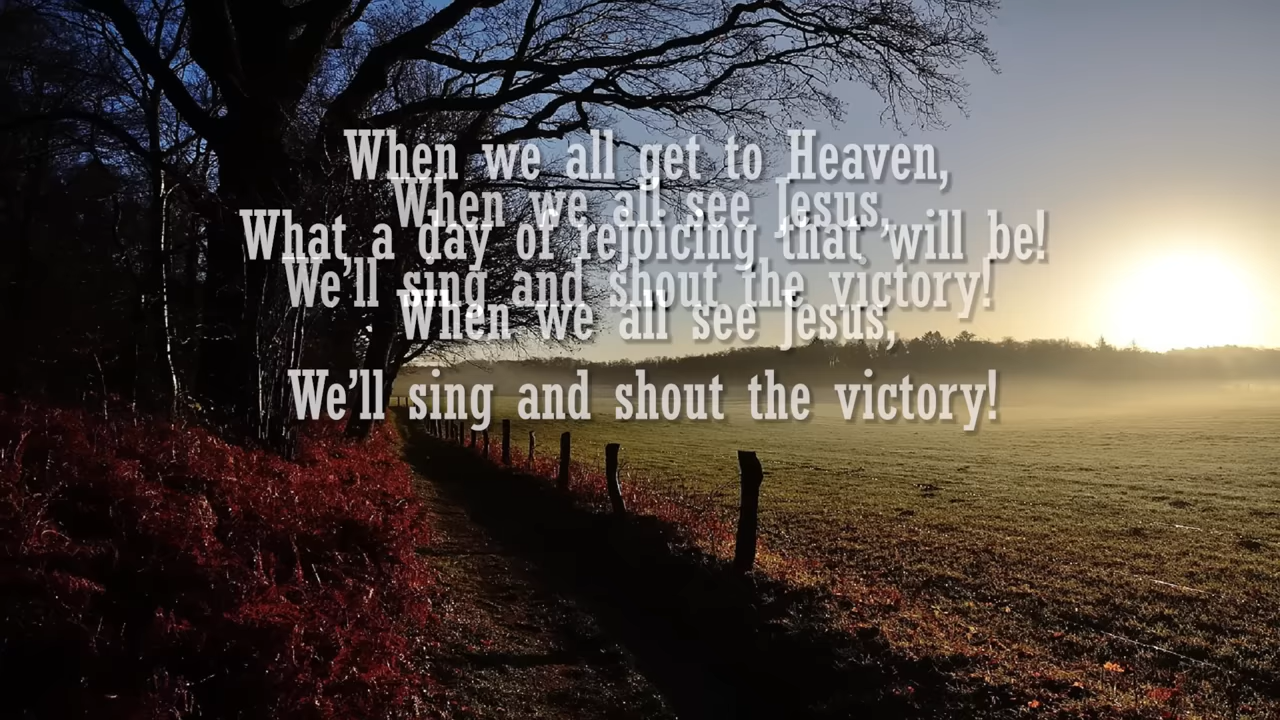 When we all get to Heaven,
When we all see Jesus,
What a day of rejoicing that will be!
We'll sing and shout the victory!
When we all see Jesus,
We'll sing and shout the victory!